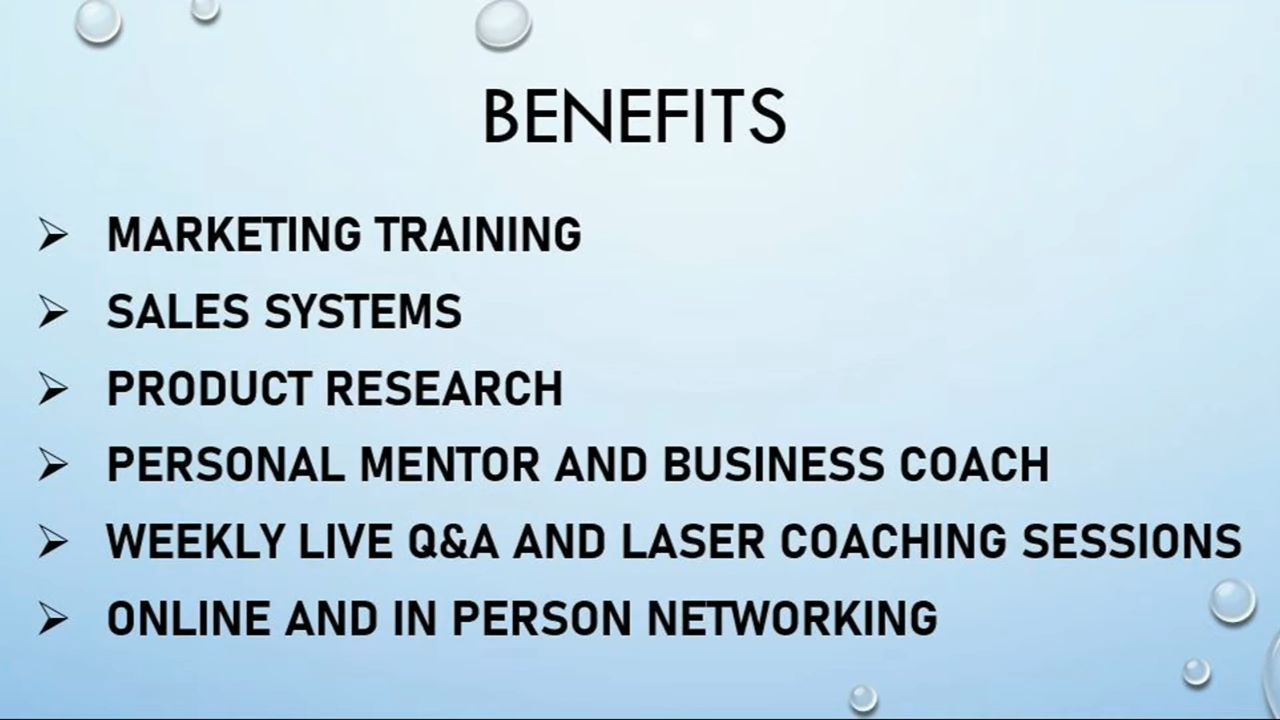 BENEFITS
MARKETING TRAINING
SALES SYSTEMS
PRODUCT RESEARCH
PERSONAL MENTOR AND BUSINESS COACH
WEEKLY LIVE Q&A AND LASER COACHING SESSIONS
ONLINE AND IN PERSON NETWORKING